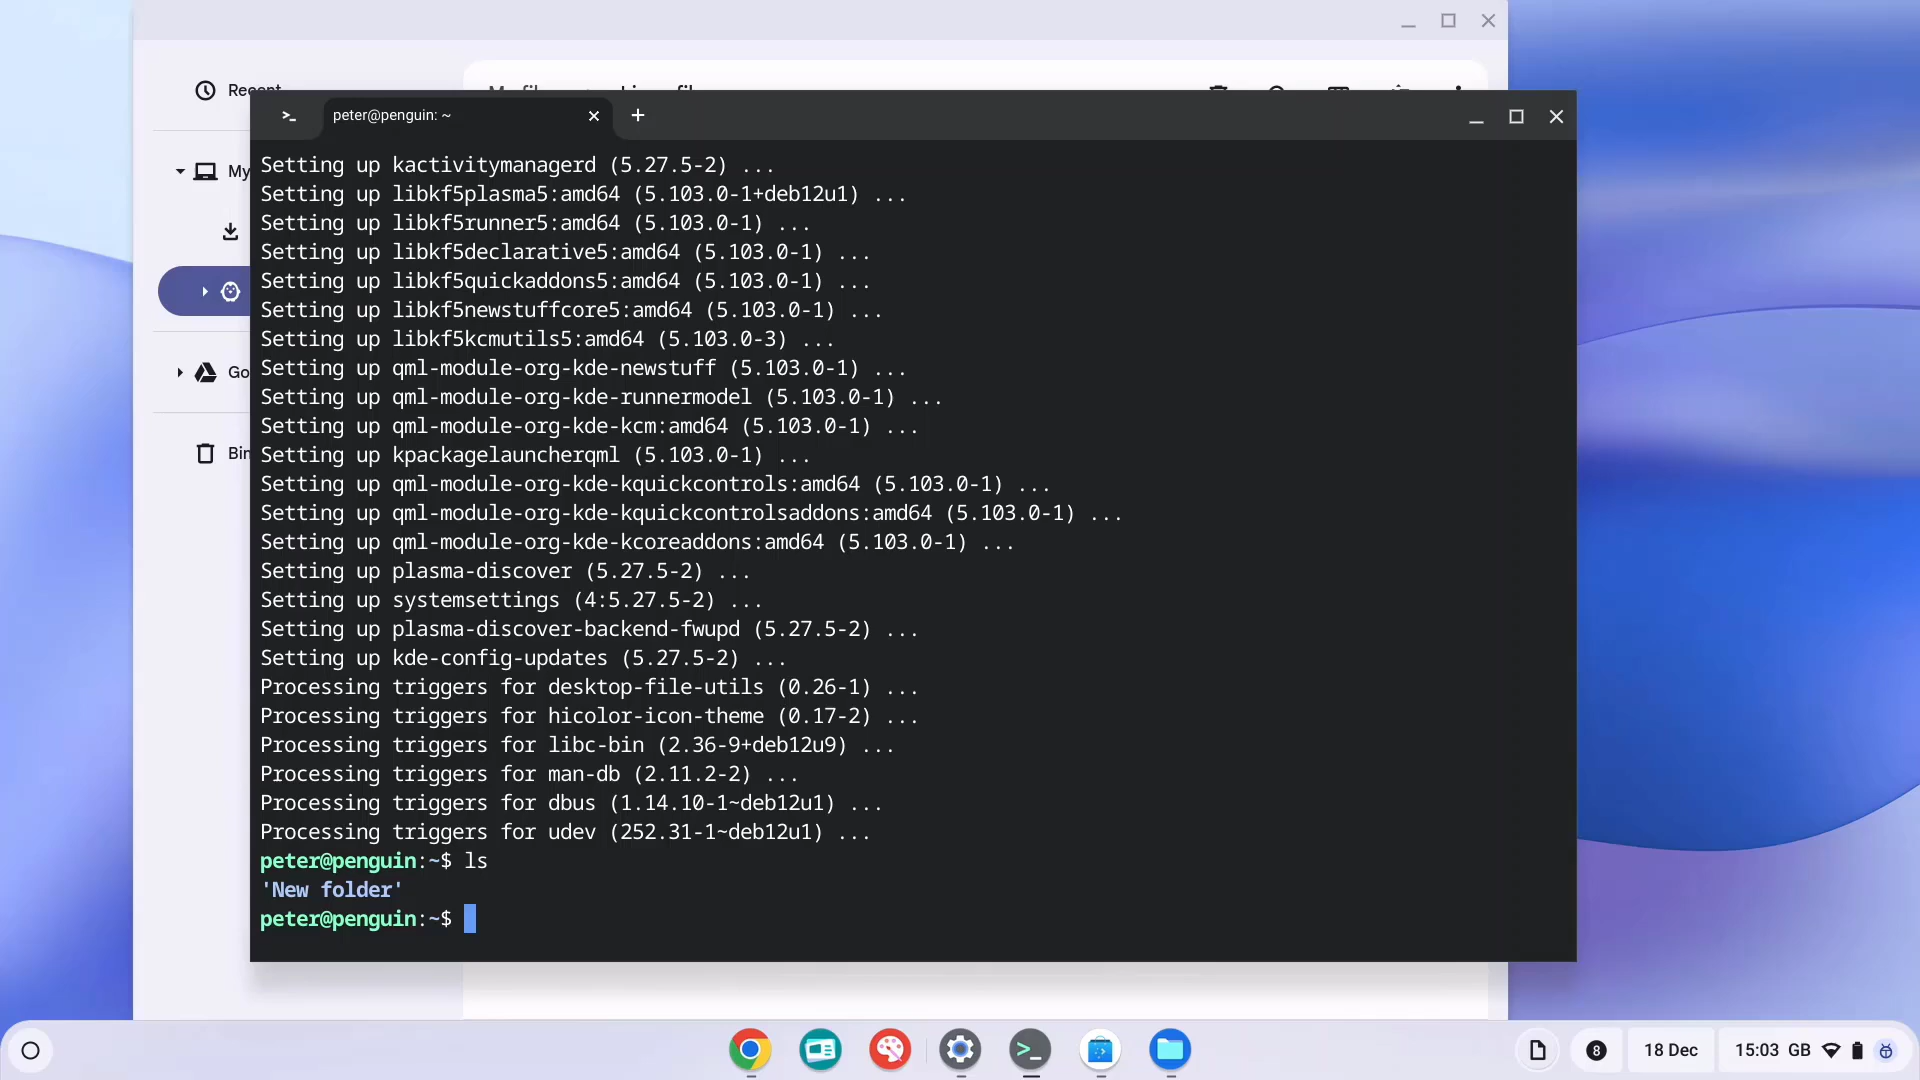 Recent
peter@penguin: ~
My
Go
Bin
Setting up kactivitymanagerd (5.27.5-2) ...
Setting up libkf5plasma5:amd64 (5.103.0-1+deb12u1) ...
Setting up libkf5runner5:amd64 (5.103.0-1) ...
Setting up libkf5declarative5:amd64 (5.103.0-1) ...
Setting up libkf5quickaddons5:amd64 (5.103.0-1) ...
Setting up libkf5newstuffcore5:amd64 (5.103.0-1) ...
Setting up libkf5kcmutils5:amd64 (5.103.0-3) ...
Setting up qml-module-org-kde-newstuff (5.103.0-1) ...
Setting up qml-module-org-kde-runnermodel (5.103.0-1) ...
Setting up qml-module-org-kde-kcm:amd64 (5.103.0-1) ...
Setting up kpackagelauncherqml (5.103.0-1) ...
Setting up qml-module-org-kde-kquickcontrols:amd64 (5.103.0-1) ...
Setting up qml-module-org-kde-kquickcontrolsaddons:amd64 (5.103.0-1) ...
Setting up qml-module-org-kde-kcoreaddons:amd64 (5.103.0-1) ...
Setting up plasma-discover (5.27.5-2) ...
Setting up systemsettings (4:5.27.5-2) ...
Setting up plasma-discover-backend-fwupd (5.27.5-2) ...
Setting up kde-config-updates (5.27.5-2) ...
Processing triggers for desktop-file-utils (0.26-1) ...
Processing triggers for hicolor-icon-theme (0.17-2) ...
Processing triggers for libc-bin (2.36-9+deb12u9) ...
Processing triggers for man-db (2.11.2-2) ...
Processing triggers for dbus (1.14.10-1~deb12u1) ...
Processing triggers for udev (252.31-1~deb12u1) ...
peter@penguin:~$ ls
'New folder'
peter@penguin:~$
8
18 Dec
15:03 GB